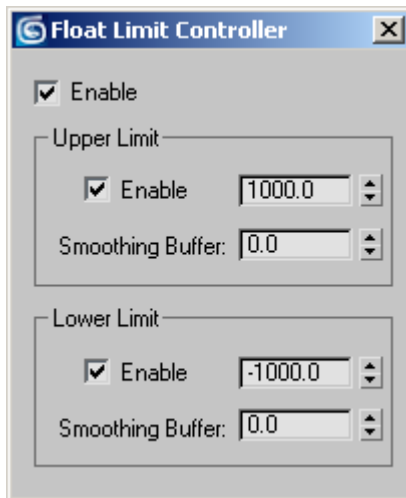 Float Limit Controller
Enable
Upper Limit
Enable 1000.0
Smoothing Buffer: 0.0
Lower Limit
Enable -1000.0
Smoothing Buffer: 0.0